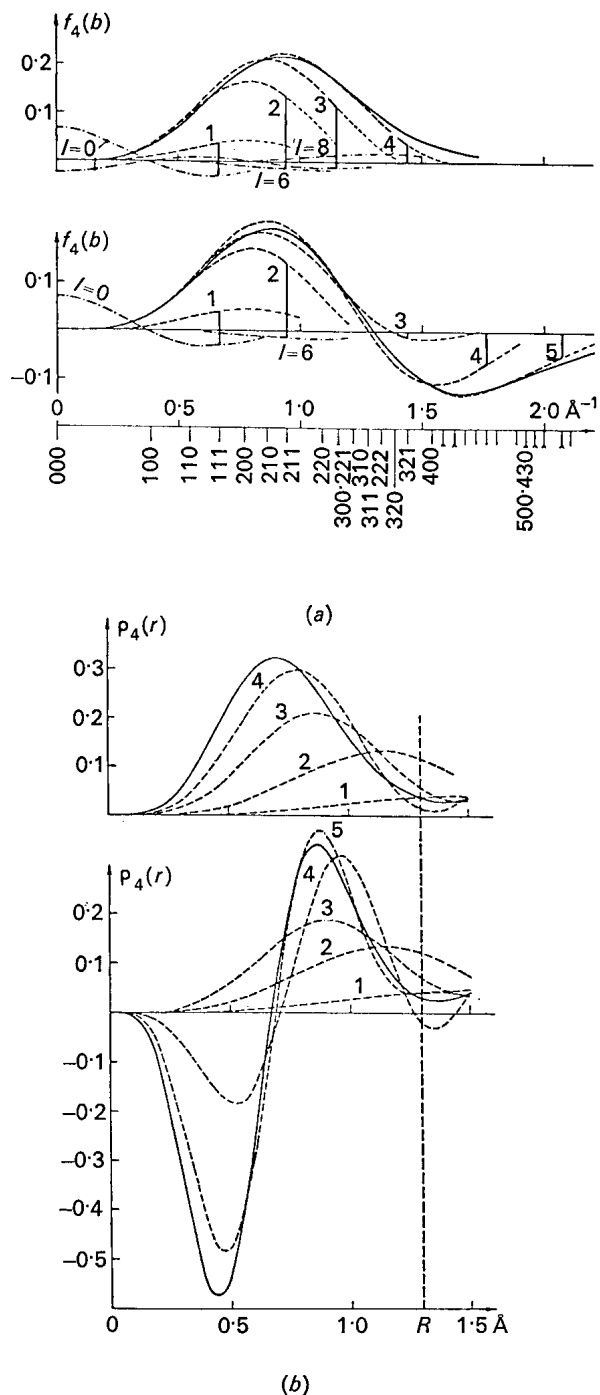 f₄(b)
0·2
0·1
l=0
1
2
l=6
l=8
3
4
f₄(b)
0·1
−0·1
l=0
1
2
l=6
3
4
5
0 0·5 1·0 1·5 2·0 Å⁻¹
000 100 110 111 200 210 211 220 300·221 310 311 222 320 321 400 500·430
(a)
ρ₄(r)
0·3
0·2
0·1
4
3
2
1
ρ₄(r)
0·2
0·1
−0·1
−0·2
−0·3
−0·4
−0·5
5
4
3
2
1
0 0·5 1·0 R 1·5 Å
(b)